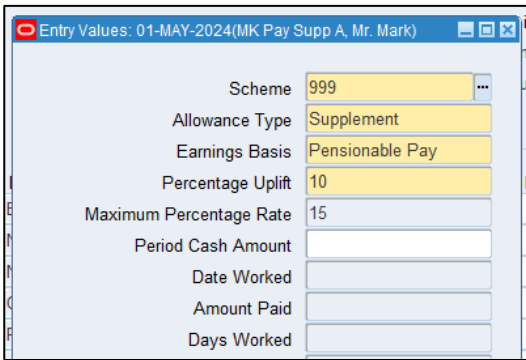 Entry Values: 01-MAY-2024(MK Pay Supp A, Mr. Mark)
Scheme 999 ...
Allowance Type Supplement
Earnings Basis Pensionable Pay
Percentage Uplift 10
Maximum Percentage Rate 15
Period Cash Amount
Date Worked
Amount Paid
Days Worked